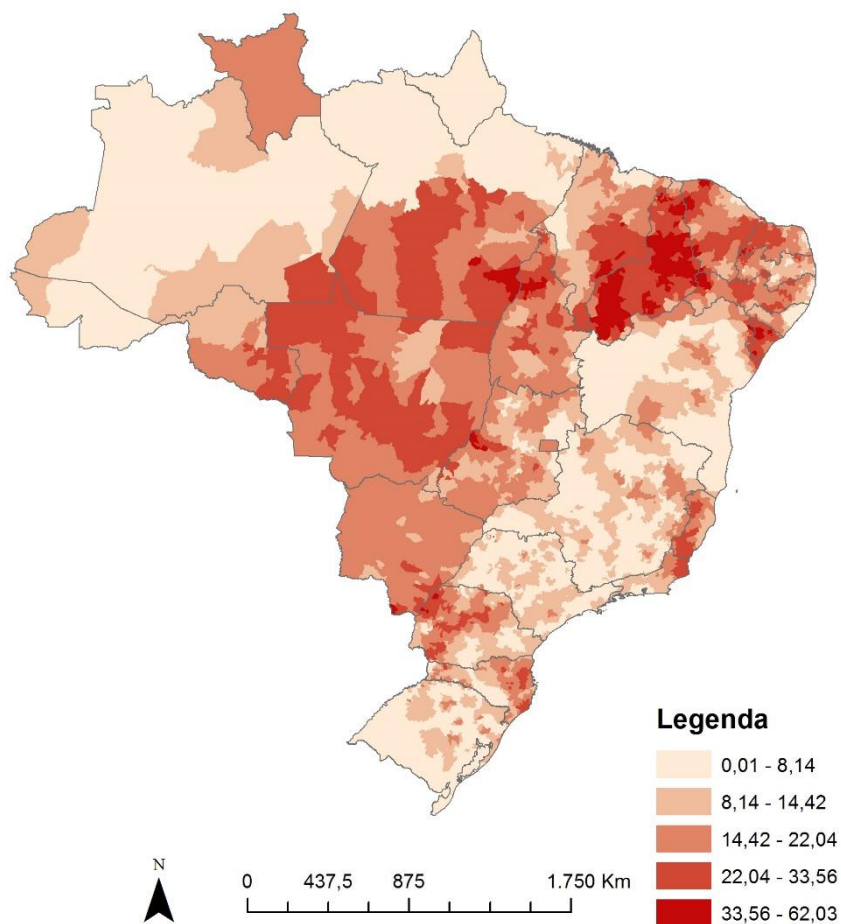 Legenda
0,01 - 8,14
8,14 - 14,42
14,42 - 22,04
22,04 - 33,56
33,56 - 62,03
N
0 437,5 875 1.750 Km